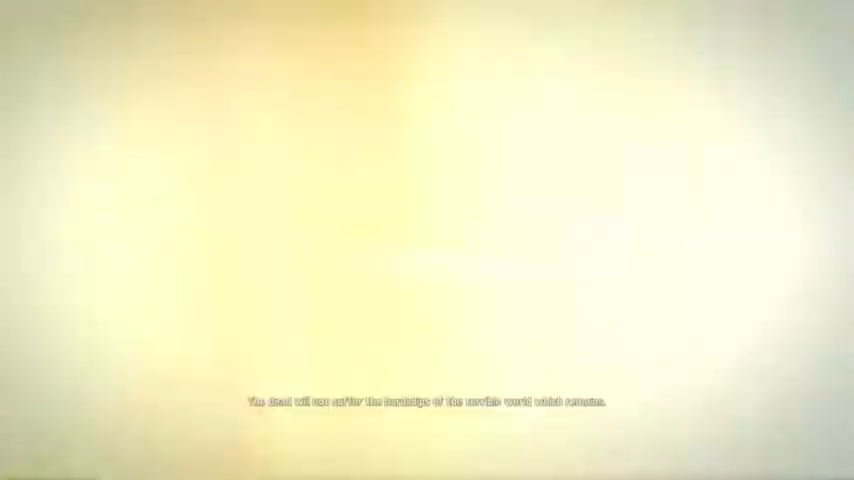 The dead will not suffer the hardships of the terrible world which remains.